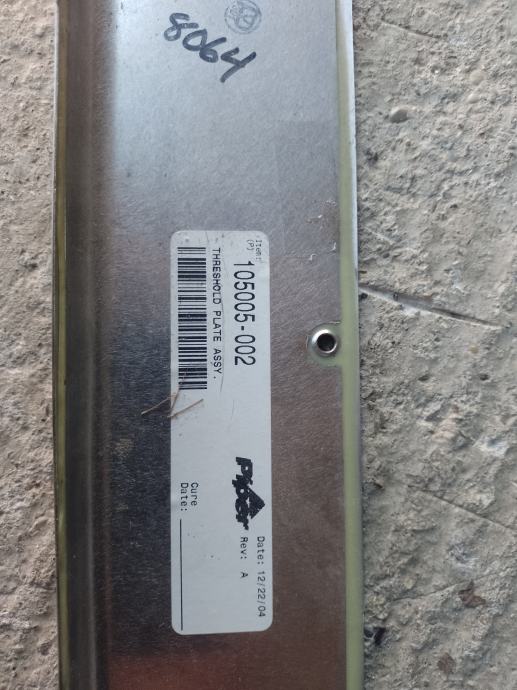 8064
Item:
(P) 105005-002
THRESHOLD PLATE ASSY.
Piper
Date: 12/22/04
Rev: A
Cure
Date: